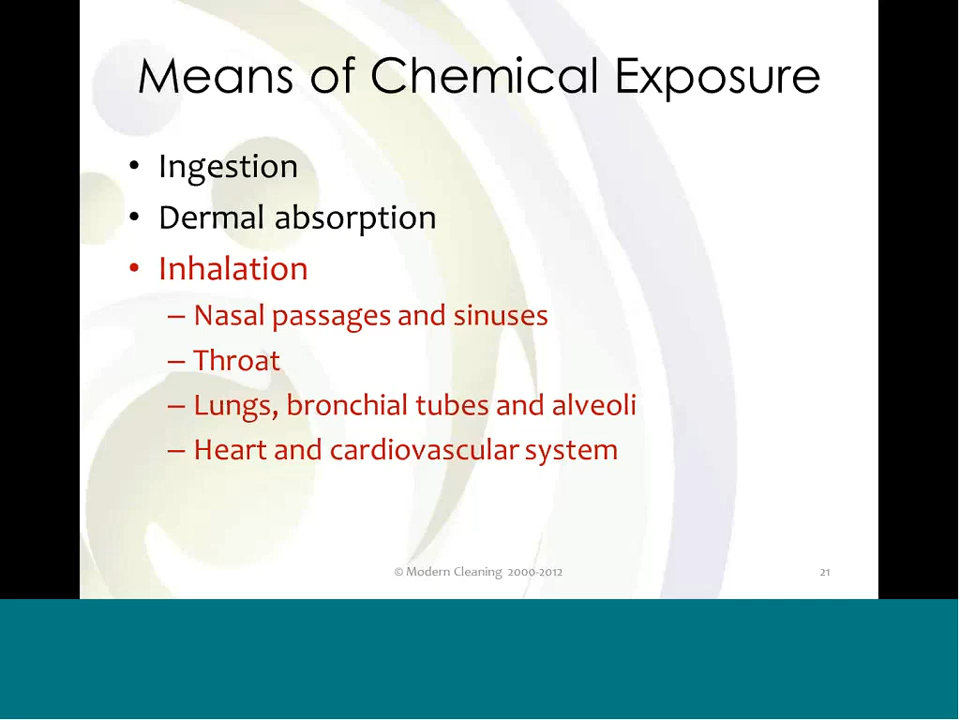 Means of Chemical Exposure
• Ingestion
• Dermal absorption
• Inhalation
– Nasal passages and sinuses
– Throat
– Lungs, bronchial tubes and alveoli
– Heart and cardiovascular system
© Modern Cleaning 2000-2012
21